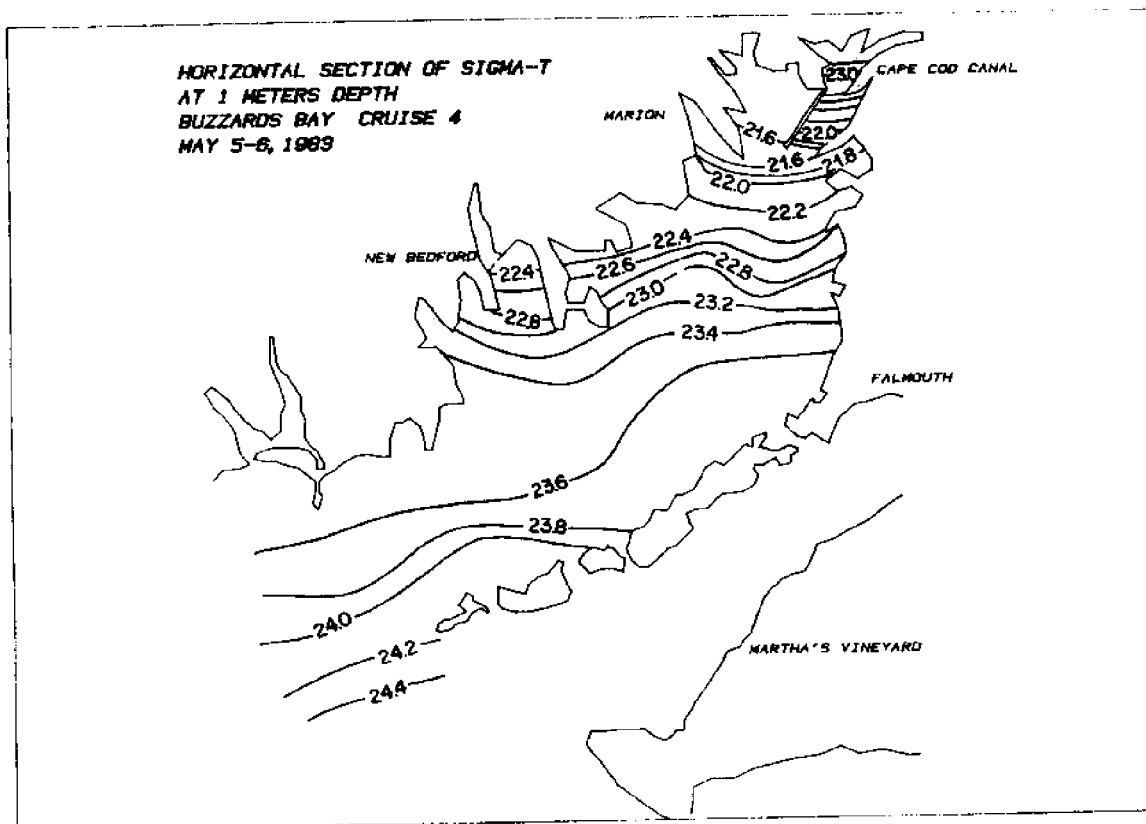 HORIZONTAL SECTION OF SIGMA-T
AT 1 METERS DEPTH
BUZZARDS BAY CRUISE 4
MAY 5-6, 1983
CAPE COD CANAL
23.0
MARION
21.6
22.0
21.6
21.8
22.0
22.2
22.4
NEW BEDFORD
22.4
22.6
22.8
23.0
23.2
22.8
23.4
FALMOUTH
23.6
23.8
24.0
24.2
MARTHA'S VINEYARD
24.4